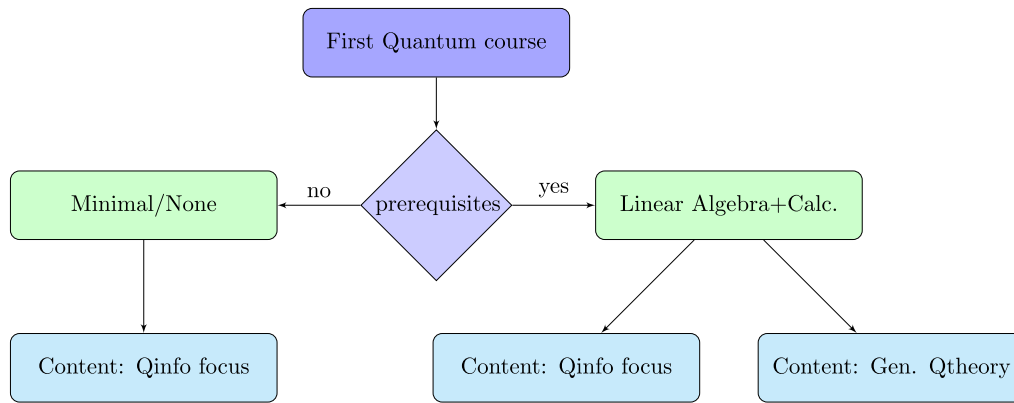 First Quantum course
no
yes
Minimal/None
prerequisites
Linear Algebra+Calc.
Content: Qinfo focus
Content: Qinfo focus
Content: Gen. Qtheory